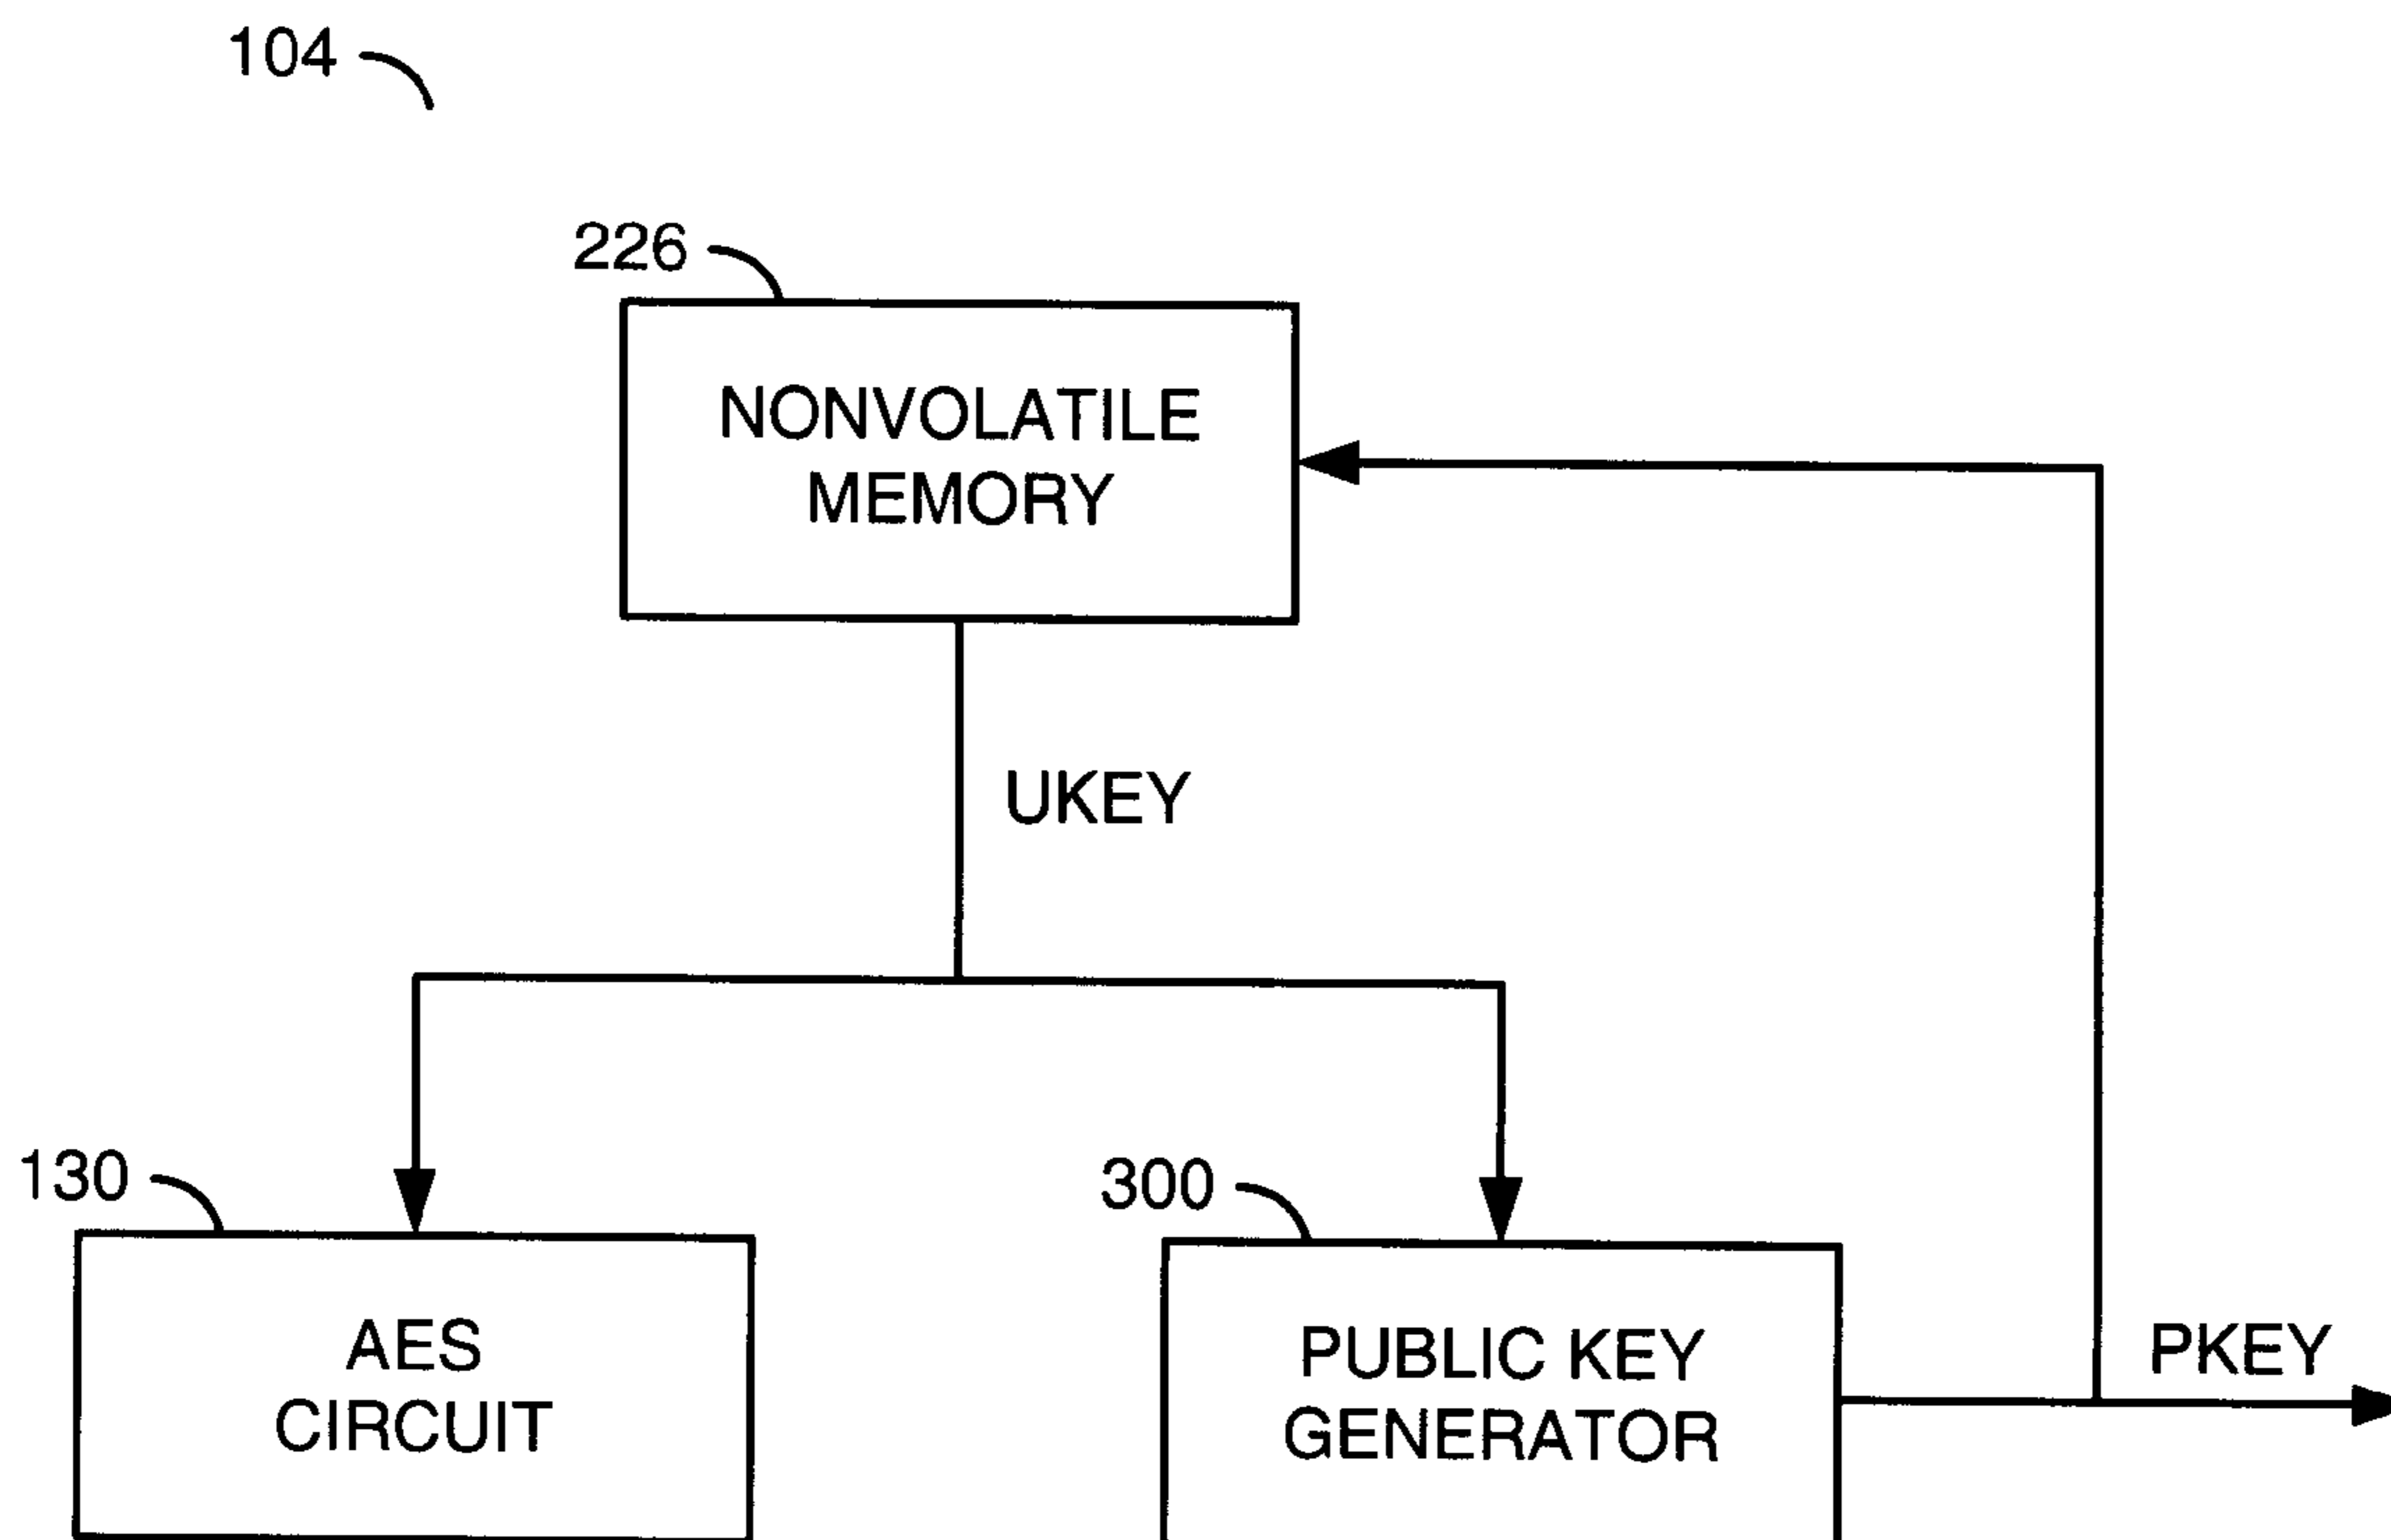 104
226
NONVOLATILE
MEMORY
UKEY
130
300
AES
CIRCUIT
PUBLIC KEY
GENERATOR
PKEY